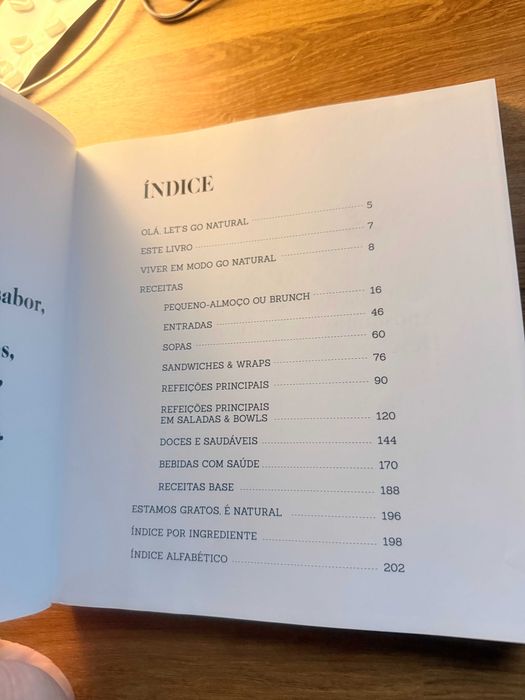 sabor,
ÍNDICE
OLÁ, LET'S GO NATURAL 5
ESTE LIVRO 7
VIVER EM MODO GO NATURAL 8
RECEITAS
PEQUENO-ALMOÇO OU BRUNCH 16
ENTRADAS 46
SOPAS 60
SANDWICHES & WRAPS 76
REFEIÇÕES PRINCIPAIS 90
REFEIÇÕES PRINCIPAIS
EM SALADAS & BOWLS 120
DOCES E SAUDÁVEIS 144
BEBIDAS COM SAÚDE 170
RECEITAS BASE 188
ESTAMOS GRATOS, É NATURAL 196
ÍNDICE POR INGREDIENTE 198
ÍNDICE ALFABÉTICO 202